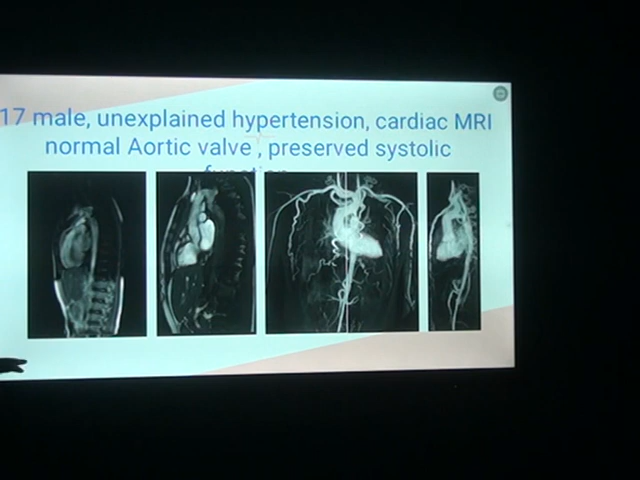 17 male, unexplained hypertension, cardiac MRI
normal Aortic valve , preserved systolic